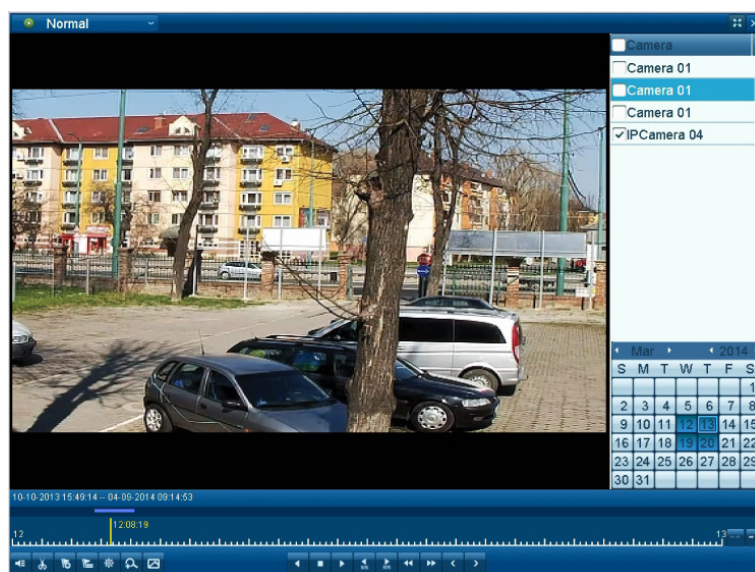 Normal
Camera
Camera 01
Camera 01
Camera 01
IPCamera 04
Mar 2014
S M T W T F S
2 3 4 5 6 7 8
9 10 11 12 13 14 15
16 17 18 19 20 21 22
23 24 25 26 27 28 29
30 31
10-10-2013 15:49:14 -- 04-09-2014 09:14:53
12:08:19
12 13